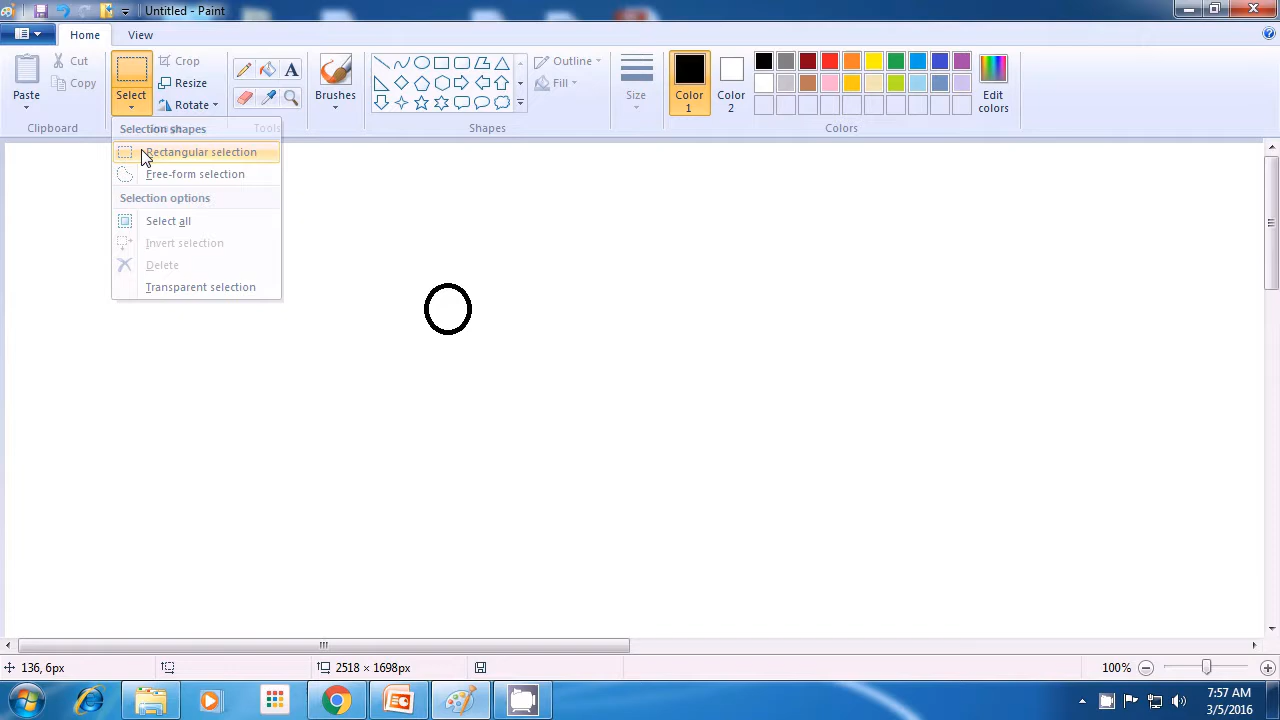 Untitled - Paint
Home View
Paste
Cut
Copy
Clipboard
Select
Crop
Resize
Rotate
Tools
Brushes
Shapes
Outline
Fill
Size
Color 1
Color 2
Edit colors
Colors
Selection shapes
Rectangular selection
Free-form selection
Selection options
Select all
Invert selection
Delete
Transparent selection
136, 6px
2518 × 1698px
100%
7:57 AM
3/5/2016